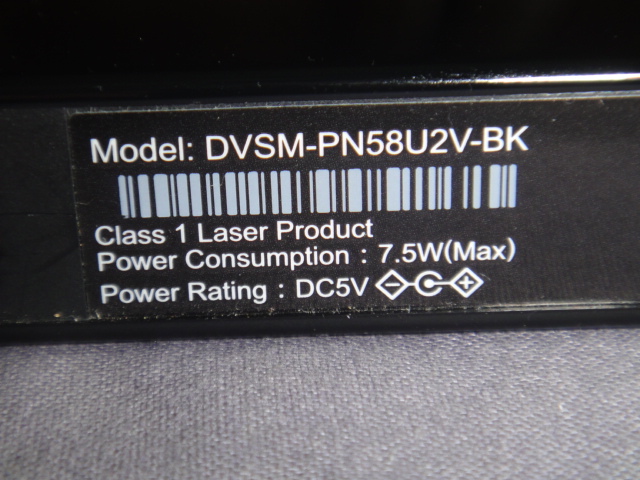 Model: DVSM-PN58U2V-BK
Class 1 Laser Product
Power Consumption : 7.5W(Max)
Power Rating : DC5V